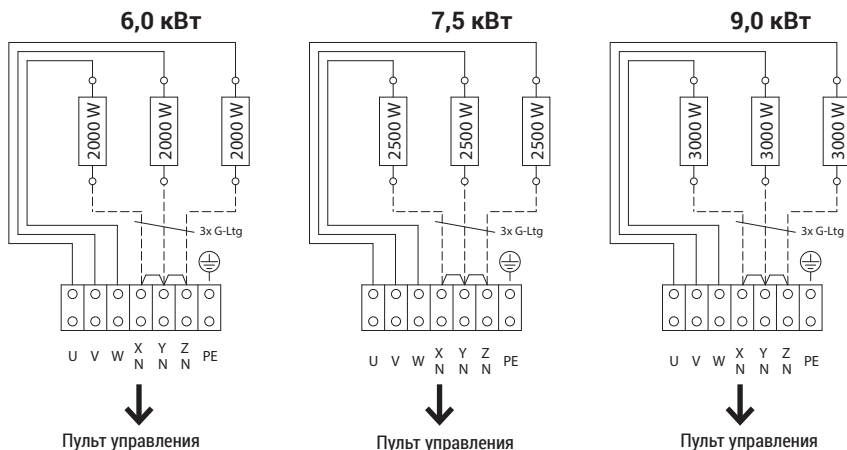 6,0 кВт
2000 W
2000 W
2000 W
3x G-Ltg
U V W X N Y N Z N PE
Пульт управления
7,5 кВт
2500 W
2500 W
2500 W
3x G-Ltg
U V W X N Y N Z N PE
Пульт управления
9,0 кВт
3000 W
3000 W
3000 W
3x G-Ltg
U V W X N Y N Z N PE
Пульт управления